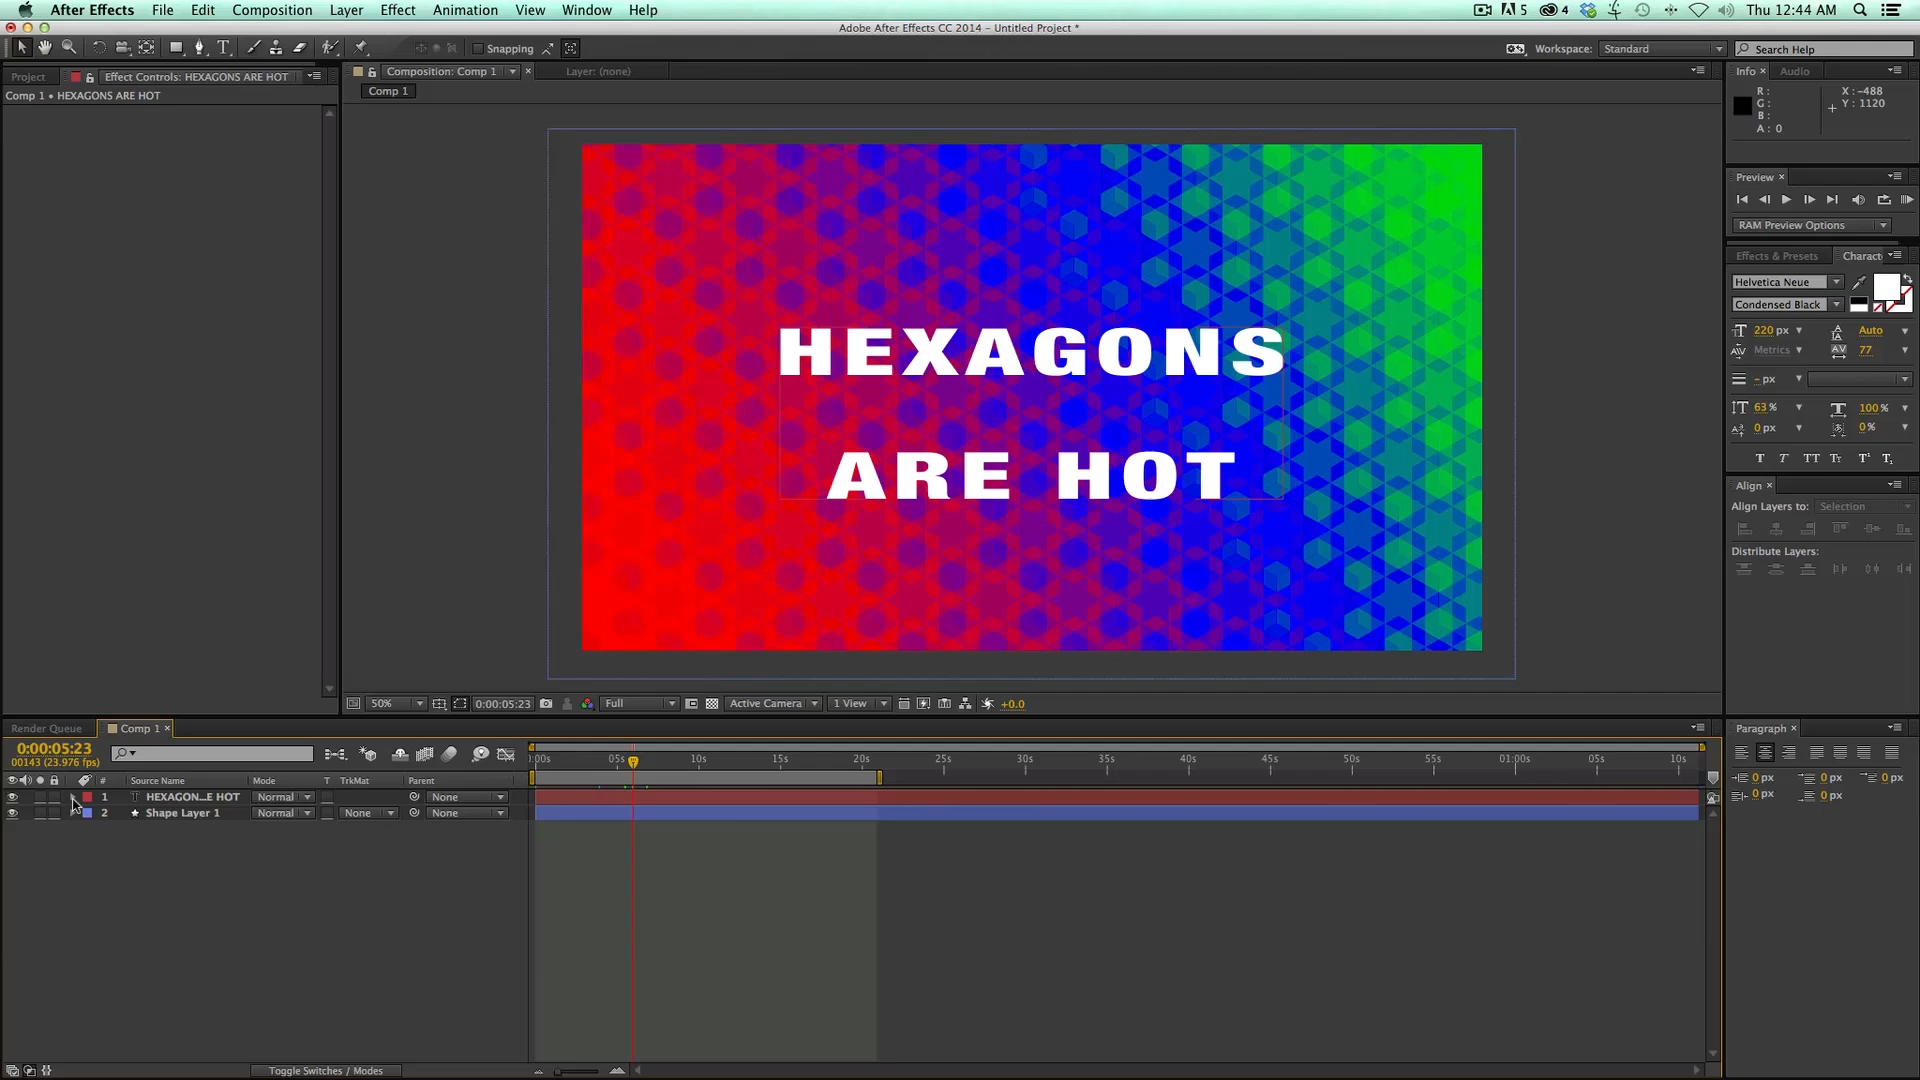 After Effects File Edit Composition Layer Effect Animation View Window Help 5 4 Thu 12:44 AM
Adobe After Effects CC 2014 - Untitled Project *
Snapping Workspace: Standard Search Help
Project Effect Controls: HEXAGONS ARE HOT Composition: Comp 1 Layer: (none) Info Audio
Comp 1 • HEXAGONS ARE HOT Comp 1
R : X : -488
G : Y : 1120
B :
A : 0
Preview
RAM Preview Options
Effects & Presets Charact
Helvetica Neue
Condensed Black
220 px Auto
Metrics 77
- px
63 % 100 %
0 px 0 %
T T TT TT T¹ T₁
HEXAGONS
ARE HOT
Align
Align Layers to: Selection
Distribute Layers:
50% 0:00:05:23 Full Active Camera 1 View +0.0
Render Queue Comp 1 Paragraph
0:00:05:23
00143 (23.976 fps)
:00s 05s 10s 15s 20s 25s 30s 35s 40s 45s 50s 55s 01:00s 05s 10s
# Source Name Mode T TrkMat Parent
1 T HEXAGON...E HOT Normal None
2 Shape Layer 1 Normal None None
0 px 0 px 0 px
0 px 0 px
Toggle Switches / Modes